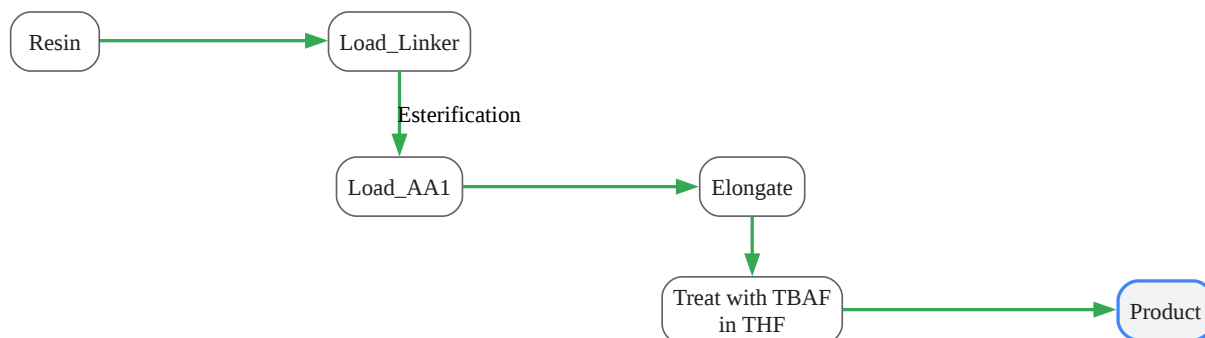 Resin
Load_Linker
Esterification
Load_AA1
Elongate
Treat with TBAF
in THF
Product